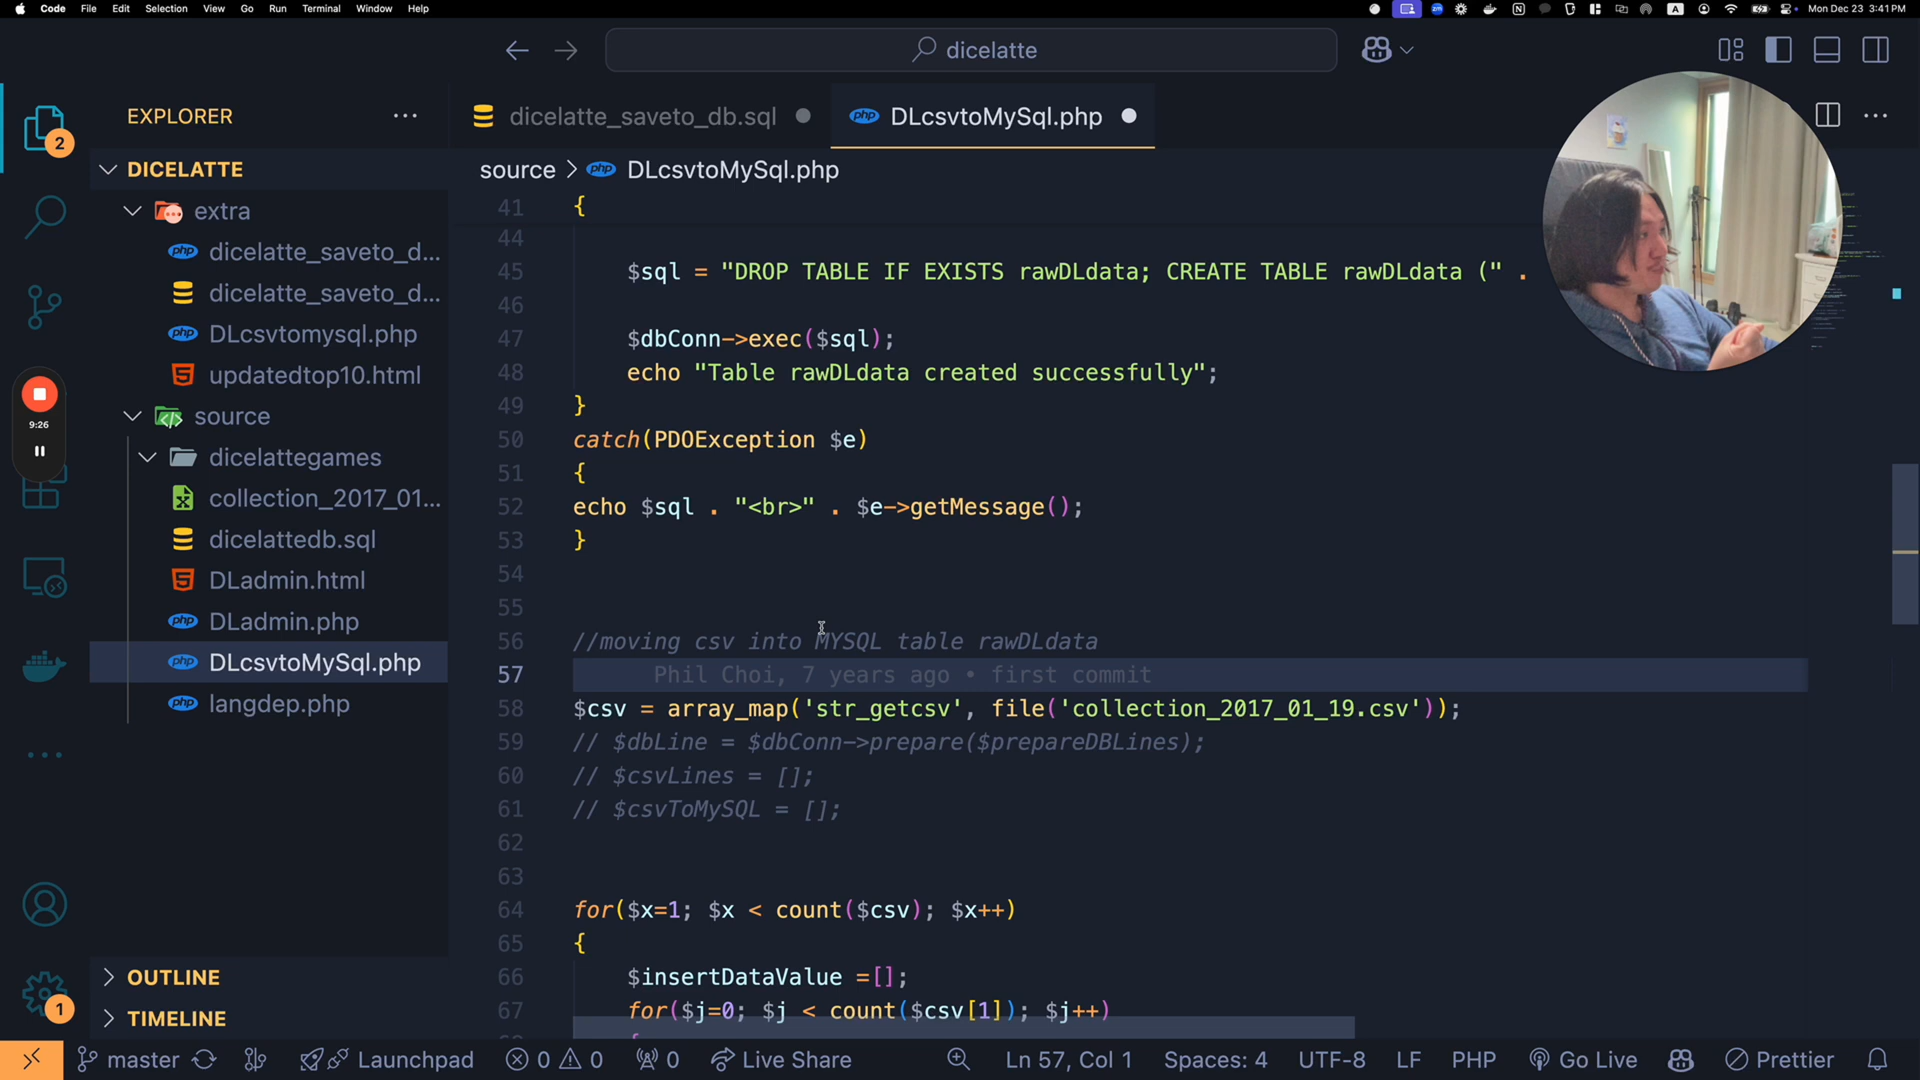 Code File Edit Selection View Go Run Terminal Window Help
A Mon Dec 23 3:41 PM
dicelatte
EXPLORER
dicelatte_saveto_db.sql
DLcsvtoMySql.php
2
DICELATTE
extra
dicelatte_saveto_d...
dicelatte_saveto_d...
DLcsvtomysql.php
updatedtop10.html
source
dicelattegames
collection_2017_01...
dicelattedb.sql
DLadmin.html
DLadmin.php
DLcsvtoMySql.php
langdep.php
9:26
OUTLINE
TIMELINE
1
source > DLcsvtoMySql.php
41 {
44
45 $sql = "DROP TABLE IF EXISTS rawDLdata; CREATE TABLE rawDLdata (" .
46
47 $dbConn->exec($sql);
48 echo "Table rawDLdata created successfully";
49 }
50 catch(PDOException $e)
51 {
52 echo $sql . "<br>" . $e->getMessage();
53 }
54
55
56 //moving csv into MYSQL table rawDLdata
57 Phil Choi, 7 years ago • first commit
58 $csv = array_map('str_getcsv', file('collection_2017_01_19.csv'));
59 // $dbLine = $dbConn->prepare($prepareDBLines);
60 // $csvLines = [];
61 // $csvToMySQL = [];
62
63
64 for($x=1; $x < count($csv); $x++)
65 {
66 $insertDataValue =[];
67 for($j=0; $j < count($csv[1]); $j++)
master Launchpad 0 0 0 Live Share Ln 57, Col 1 Spaces: 4 UTF-8 LF PHP Go Live Prettier